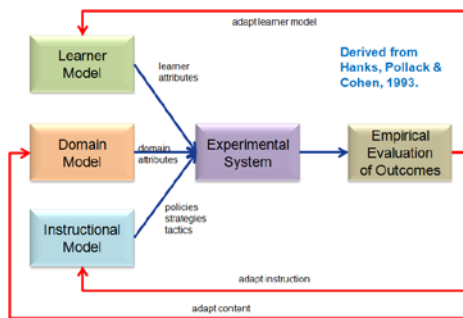 adapt learner model
Derived from
Hanks, Pollack &
Cohen, 1993.
Learner
Model
learner
attributes
Domain
Model
domain
attributes
Experimental
System
Empirical
Evaluation
of Outcomes
policies
strategies
tactics
Instructional
Model
adapt instruction
adapt content